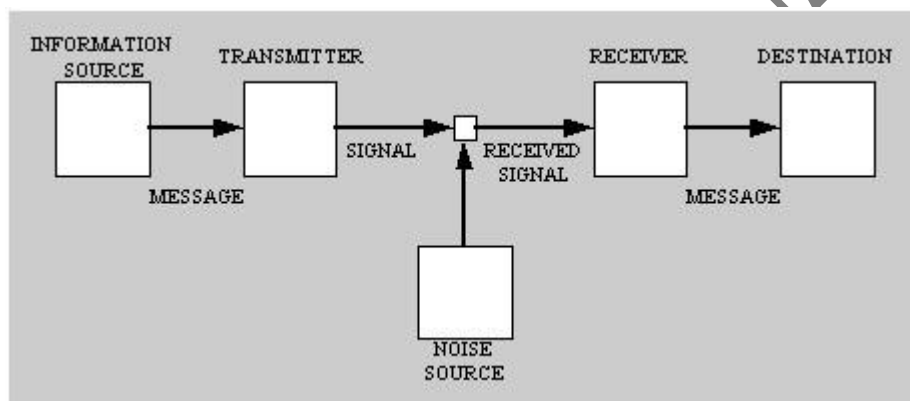 INFORMATION
SOURCE
TRANSMITTER
RECEIVER
DESTINATION
SIGNAL
RECEIVED
SIGNAL
MESSAGE
MESSAGE
NOISE
SOURCE